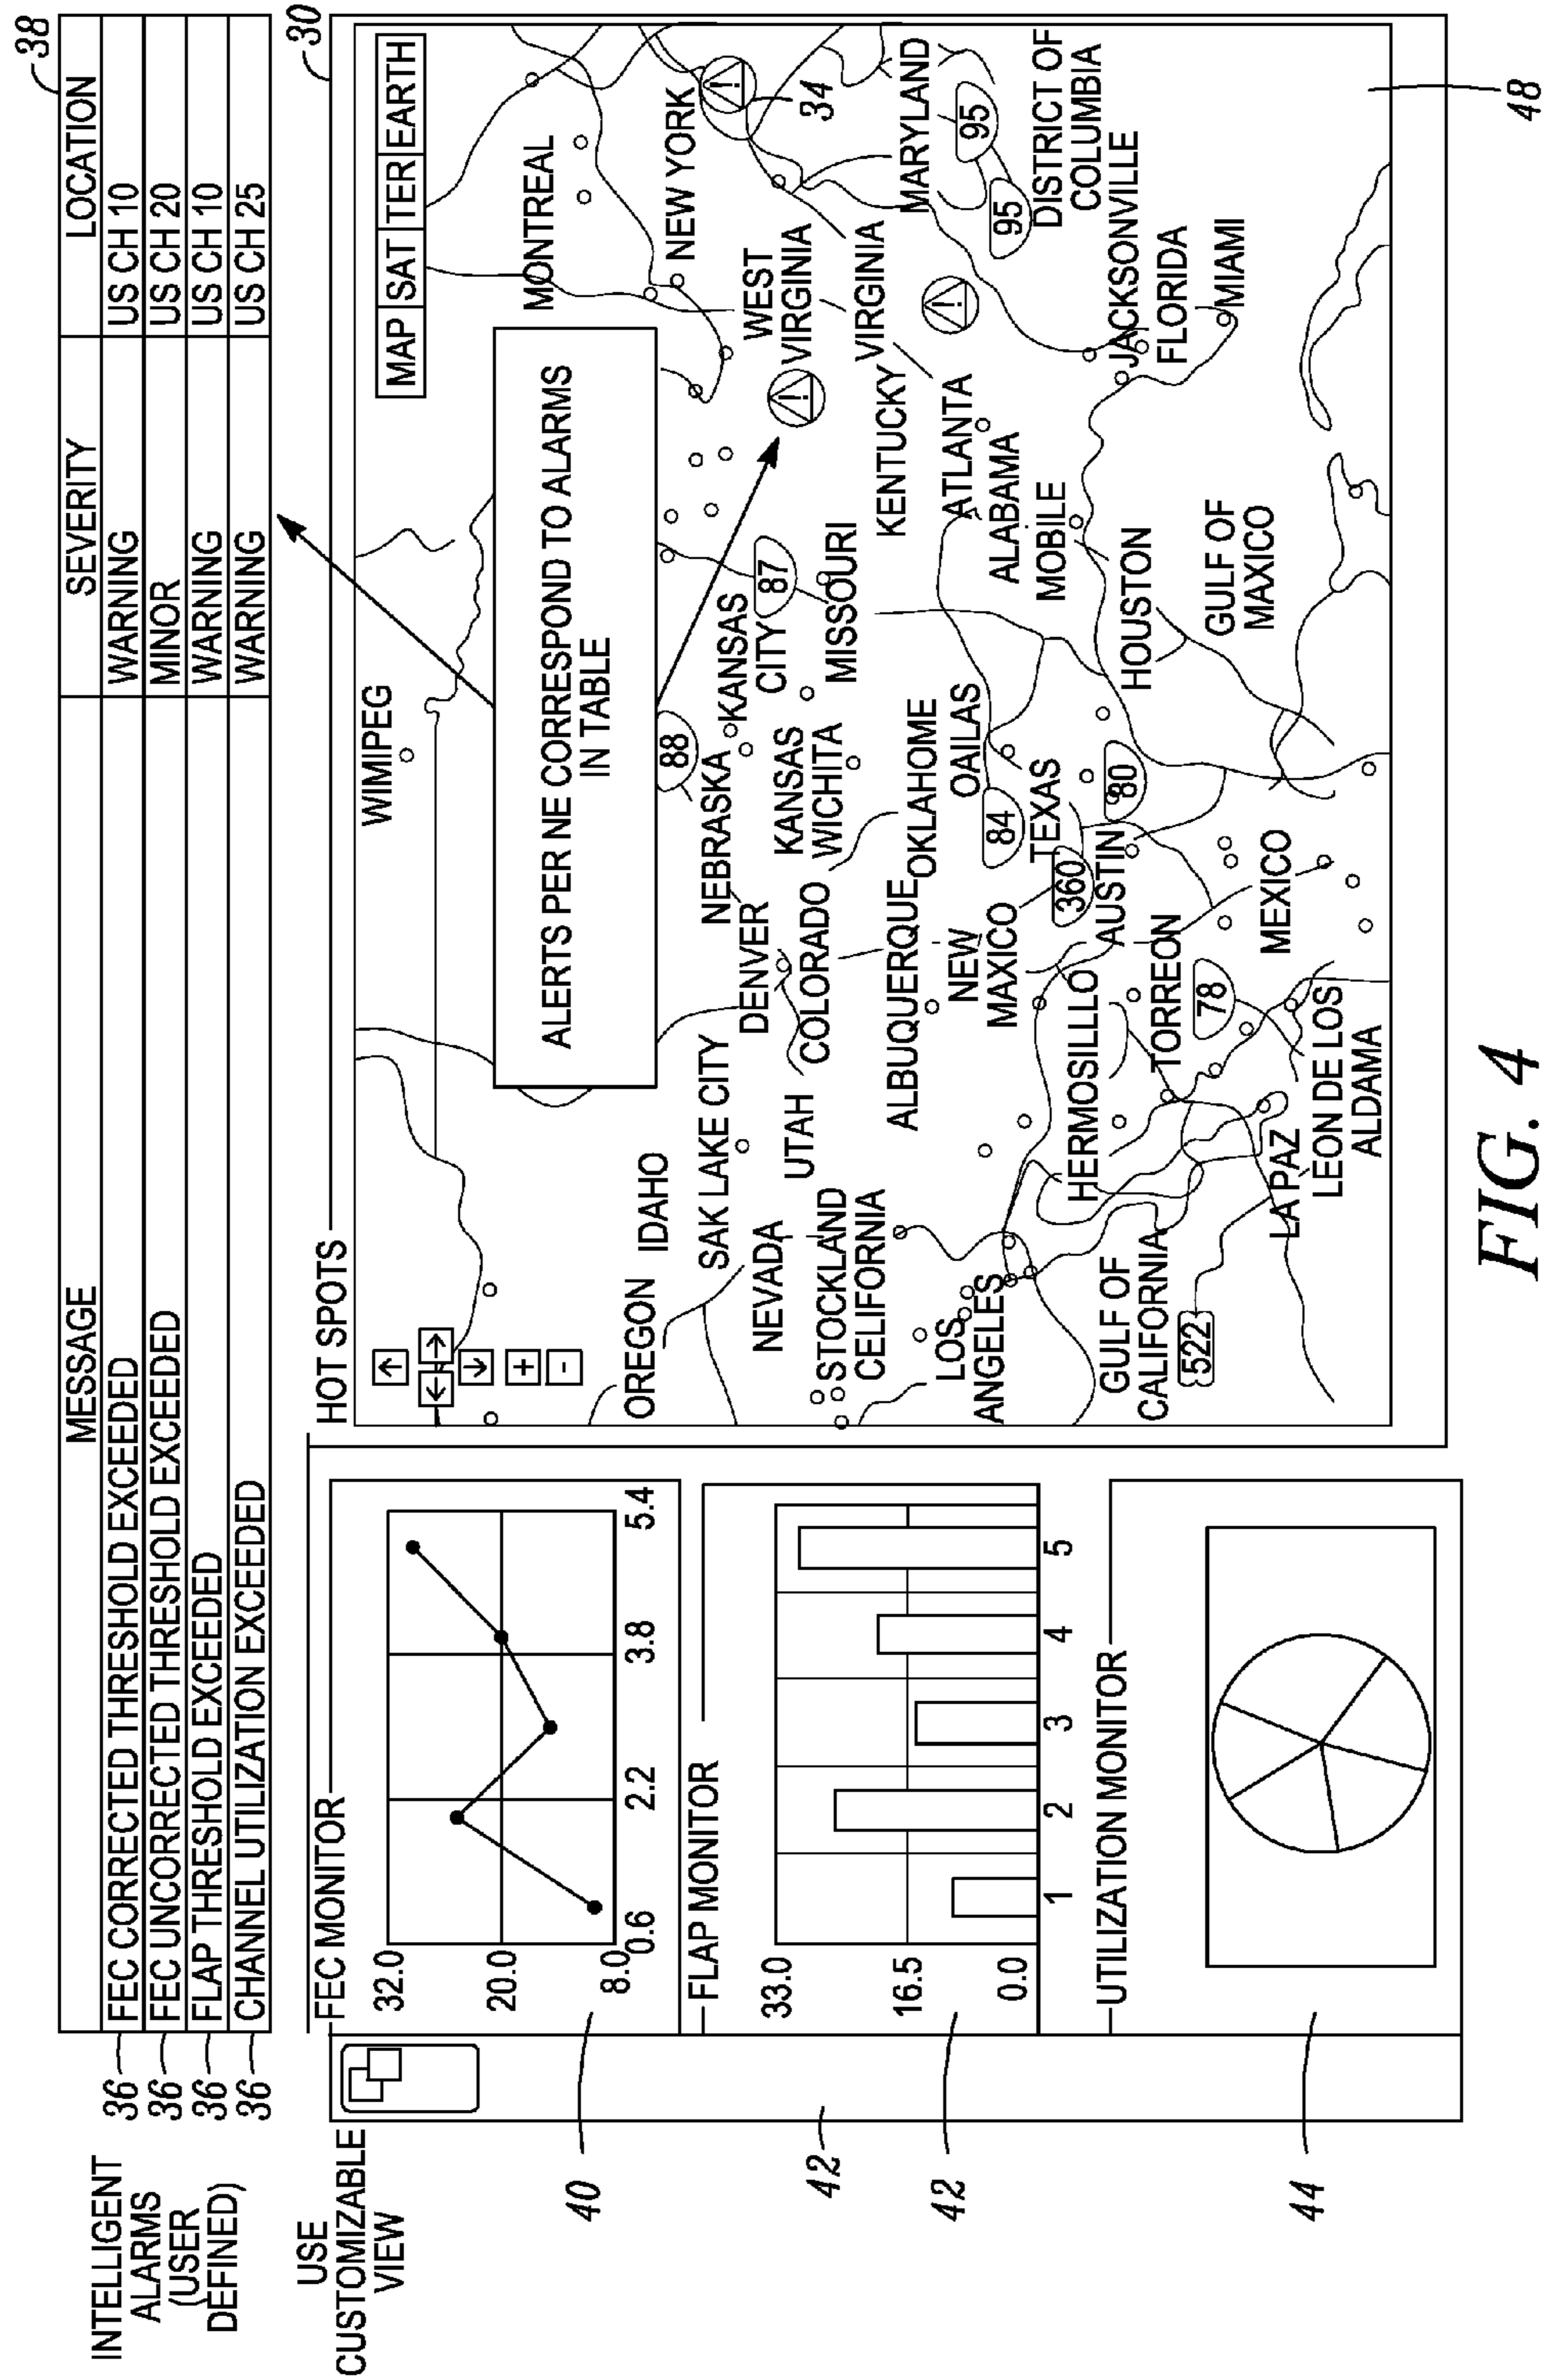 38
MESSAGE SEVERITY LOCATION
36 FEC CORRECTED THRESHOLD EXCEEDED WARNING US CH 10
36 FEC UNCORRECTED THRESHOLD EXCEEDED MINOR US CH 20
36 FLAP THRESHOLD EXCEEDED WARNING US CH 10
36 CHANNEL UTILIZATION EXCEEDED WARNING US CH 25
INTELLIGENT
ALARMS
(USER
DEFINED)
USE
CUSTOMIZABLE
VIEW
FEC MONITOR
32.0
20.0
8.0
0.6 2.2 3.8 5.4
40
42
FLAP MONITOR
33.0
16.5
0.0
1 2 3 4 5
42
UTILIZATION MONITOR
44
HOT SPOTS
30
MAP SAT TER EARTH
+
-
WIMIPEG
MONTREAL
ALERTS PER NE CORRESPOND TO ALARMS
IN TABLE
OREGON
IDAHO
88
NEW YORK
34
SAK LAKE CITY
NEBRASKA
KANSAS
CITY
87
WEST
VIRGINIA
NEVADA
DENVER
UTAH
COLORADO
KANSAS
WICHITA
MISSOURI
STOCKLAND
CELIFORNIA
KENTUCKY
VIRGINIA
MARYLAND
95
95
ALBUQUERQUE
OKLAHOME
LOS
ANGELES
NEW
MAXICO
OAILAS
84
ATLANTA
ALABAMA
DISTRICT OF
COLUMBIA
360
TEXAS
MOBILE
HERMOSILLO
AUSTIN
80
HOUSTON
JACKSONVILLE
FLORIDA
MIAMI
GULF OF
CALIFORNIA
522
TORREON
78
GULF OF
MAXICO
LA PAZ
MEXICO
LEON DE LOS
ALDAMA
48
FIG. 4